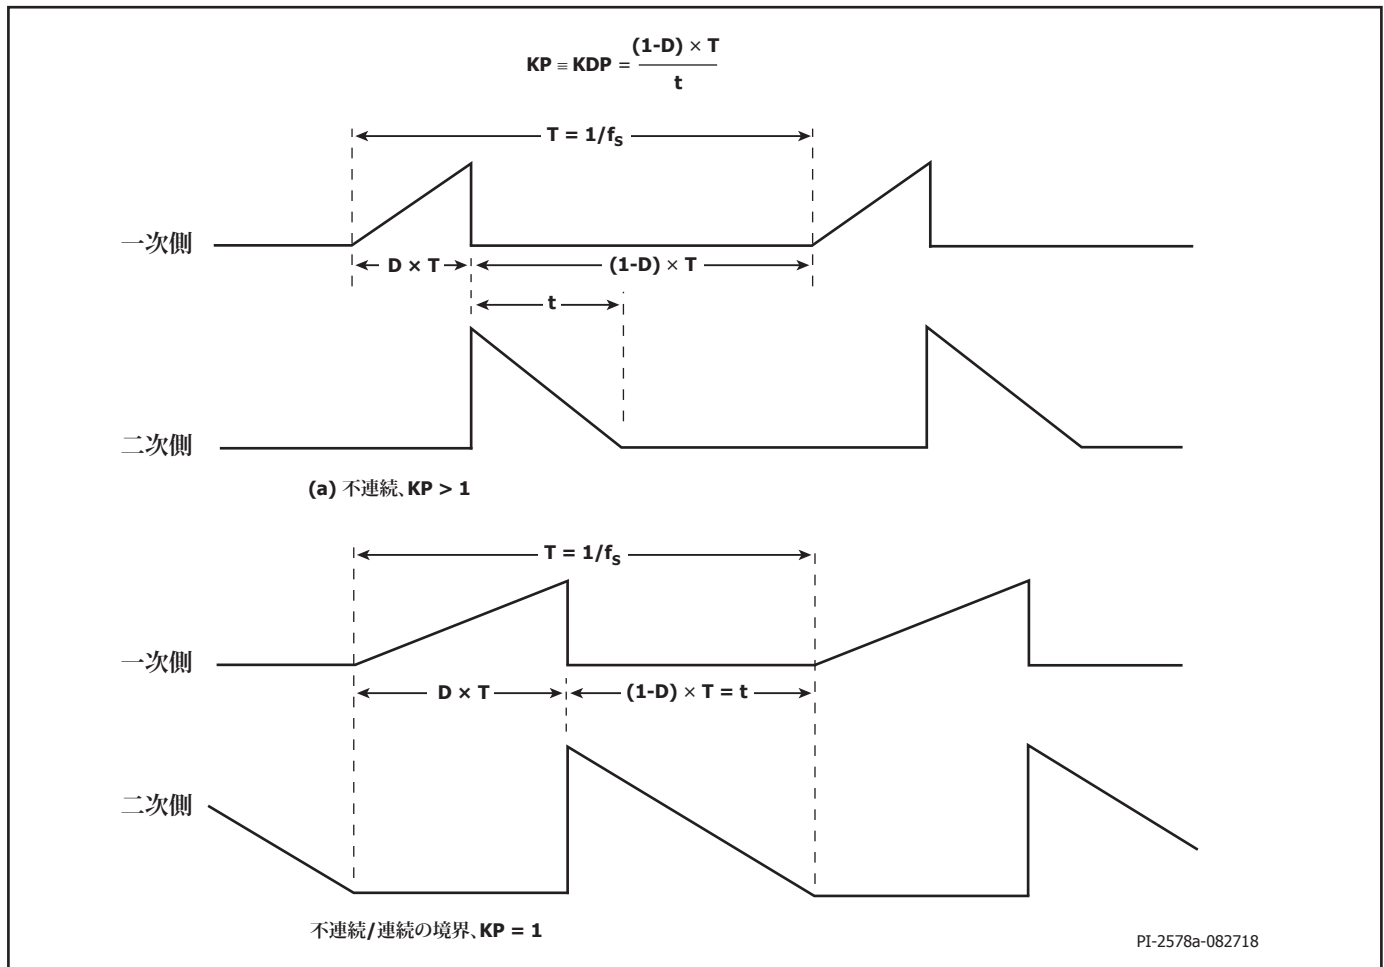 KP ≡ KDP = (1-D) × T / t
T = 1/fS
一次側
D × T
(1-D) × T
t
二次側
(a) 不連続、KP > 1
T = 1/fS
一次側
D × T
(1-D) × T = t
二次側
不連続/連続の境界、KP = 1
PI-2578a-082718